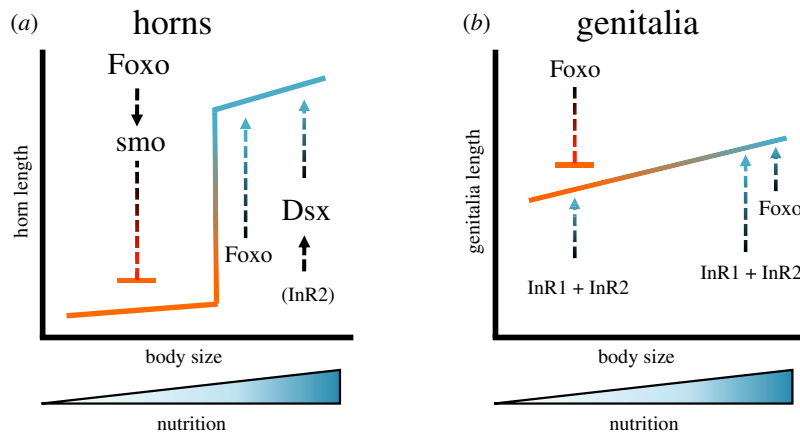 (a) horns
Foxo
smo
Dsx
Foxo
(InR2)
horn length
body size
nutrition
(b) genitalia
Foxo
Foxo
InR1 + InR2
InR1 + InR2
genitalia length
body size
nutrition